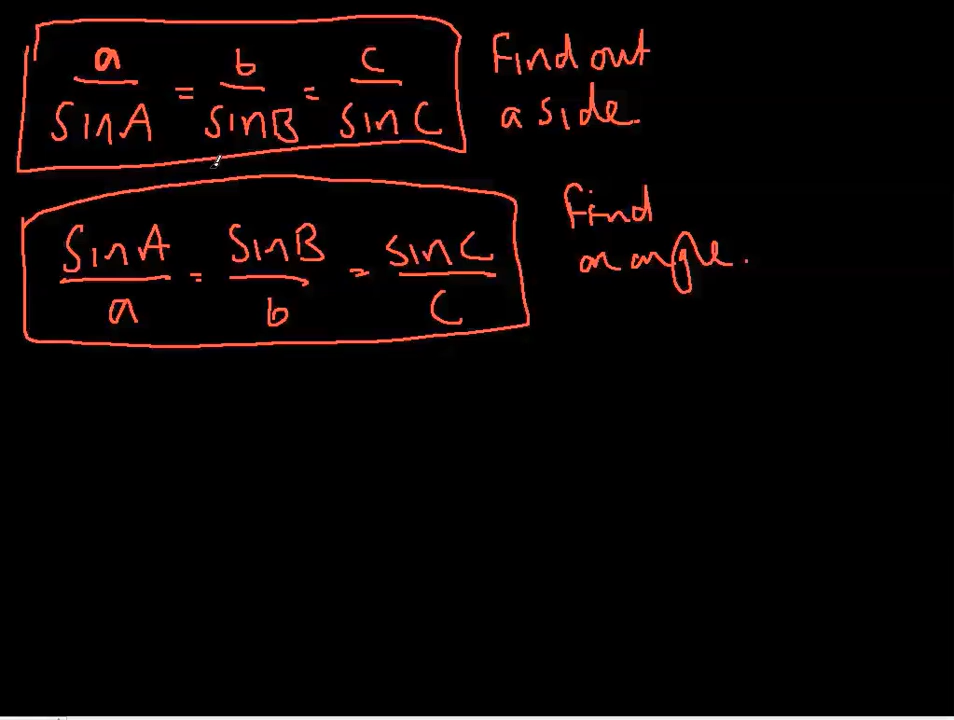 a/SinA = b/SinB = c/sinC
Find out
a side.
SinA/a = SinB/b = sinC/c
Find
an angle.